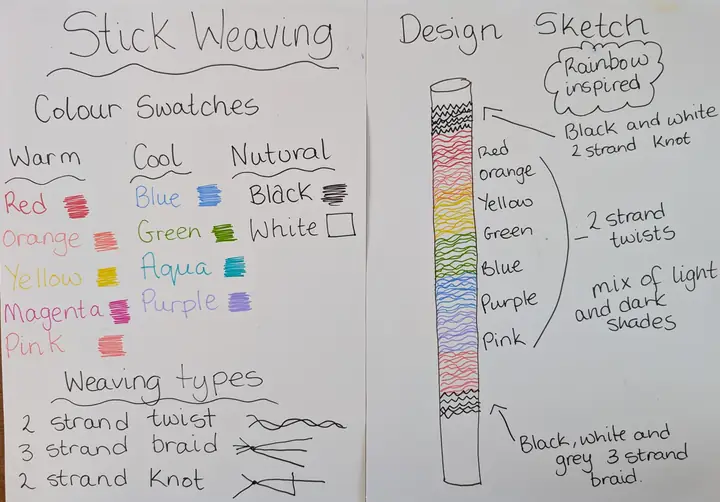 Stick Weaving
Colour Swatches
Warm
Red
Orange
Yellow
Magenta
Pink
Cool
Blue
Green
Aqua
Purple
Nutural
Black
White
Weaving types
2 strand twist
3 strand braid
2 strand Knot
Design Sketch
Rainbow
inspired
Black and white
2 strand Knot
Red
Orange
Yellow
Green
Blue
Purple
Pink
2 strand
twists
mix of light
and dark
shades
Black, white and
grey 3 strand
braid.